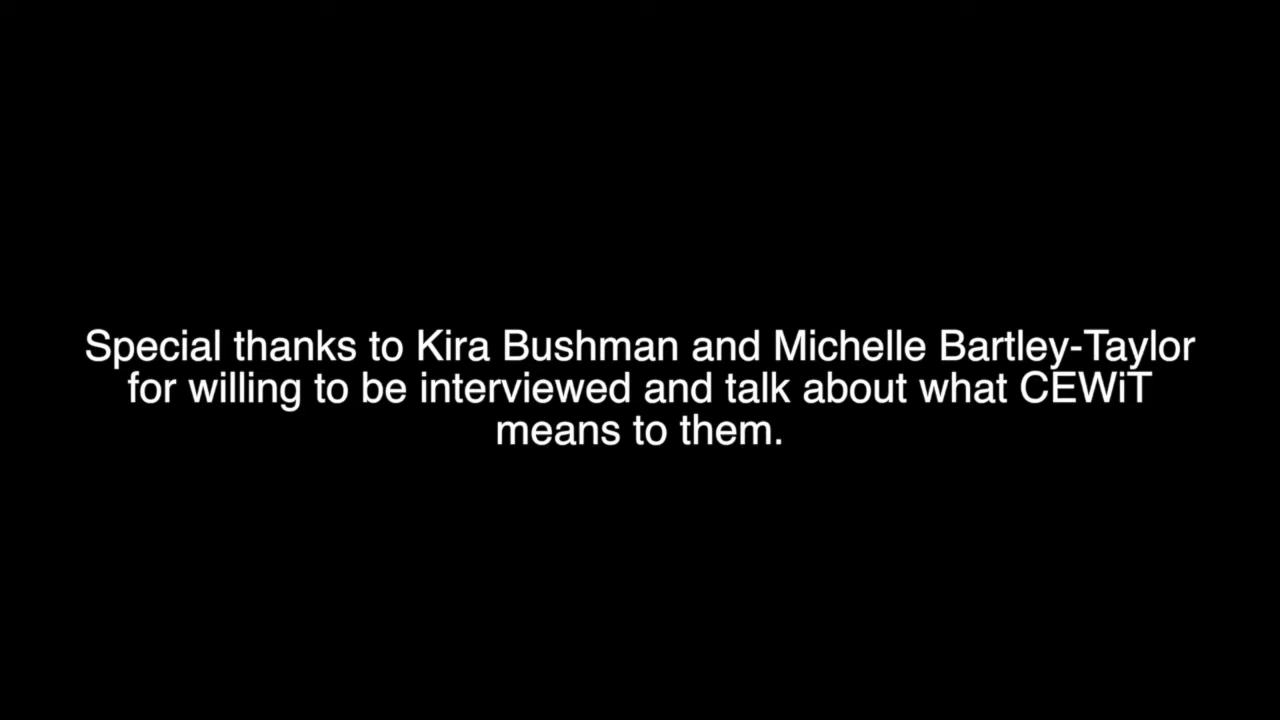 Special thanks to Kira Bushman and Michelle Bartley-Taylor
for willing to be interviewed and talk about what CEWiT
means to them.